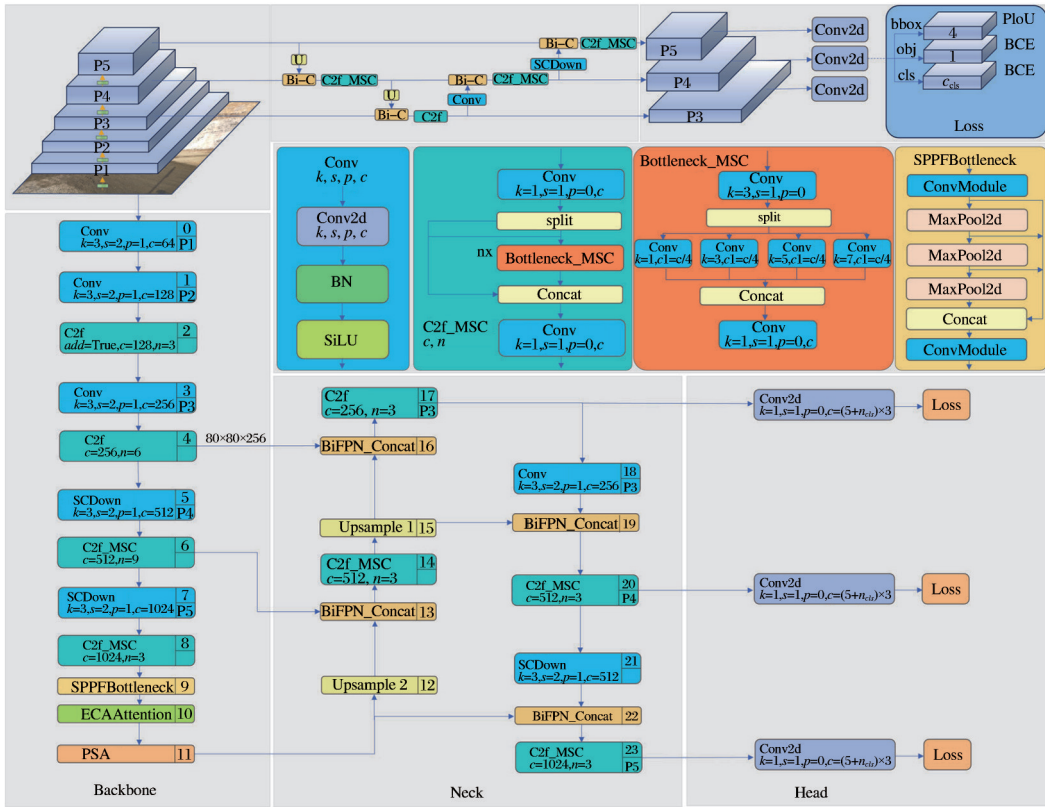 P5
P4
P3
P2
P1
U
Bi−C
C2f_MSC
U
Bi−C
C2f
Conv
Bi−C
C2f_MSC
SCDown
Bi−C
C2f_MSC
P5
P4
P3
Conv2d
Conv2d
Conv2d
bbox
obj
cls
4
1
c_cls
PIoU
BCE
BCE
Loss
Conv
k, s, p, c
Conv2d
k, s, p, c
BN
SiLU
Conv
k=1,s=1,p=0,c
split
nx
Bottleneck_MSC
Concat
C2f_MSC
c, n
Conv
k=1,s=1,p=0,c
Bottleneck_MSC
Conv
k=3,s=1,p=0
split
Conv
k=1,c1=c/4
Conv
k=3,c1=c/4
Conv
k=5,c1=c/4
Conv
k=7,c1=c/4
Concat
Conv
k=1,s=1,p=0,c
SPPFBottleneck
ConvModule
MaxPool2d
MaxPool2d
MaxPool2d
Concat
ConvModule
Conv 0
k=3,s=2,p=1,c=64 P1
Conv 1
k=3,s=2,p=1,c=128 P2
C2f 2
add=True,c=128,n=3
Conv 3
k=3,s=2,p=1,c=256 P3
C2f 4
c=256,n=6
80×80×256
SCDown 5
k=3,s=2,p=1,c=512 P4
C2f_MSC 6
c=512,n=9
SCDown 7
k=3,s=2,p=1,c=1024 P5
C2f_MSC 8
c=1024,n=3
SPPFBottleneck 9
ECAAttention 10
PSA 11
Backbone
C2f 17
c=256, n=3 P3
BiFPN_Concat 16
Upsample 1 15
C2f_MSC 14
c=512, n=3
BiFPN_Concat 13
Upsample 2 12
Conv 18
k=3,s=2,p=1,c=256 P3
BiFPN_Concat 19
C2f_MSC 20
c=512,n=3 P4
SCDown 21
k=3,s=2,p=1,c=512
BiFPN_Concat 22
C2f_MSC 23
c=1024,n=3 P5
Neck
Conv2d
k=1,s=1,p=0,c=(5+n_cls)×3
Loss
Conv2d
k=1,s=1,p=0,c=(5+n_cls)×3
Loss
Conv2d
k=1,s=1,p=0,c=(5+n_cls)×3
Loss
Head